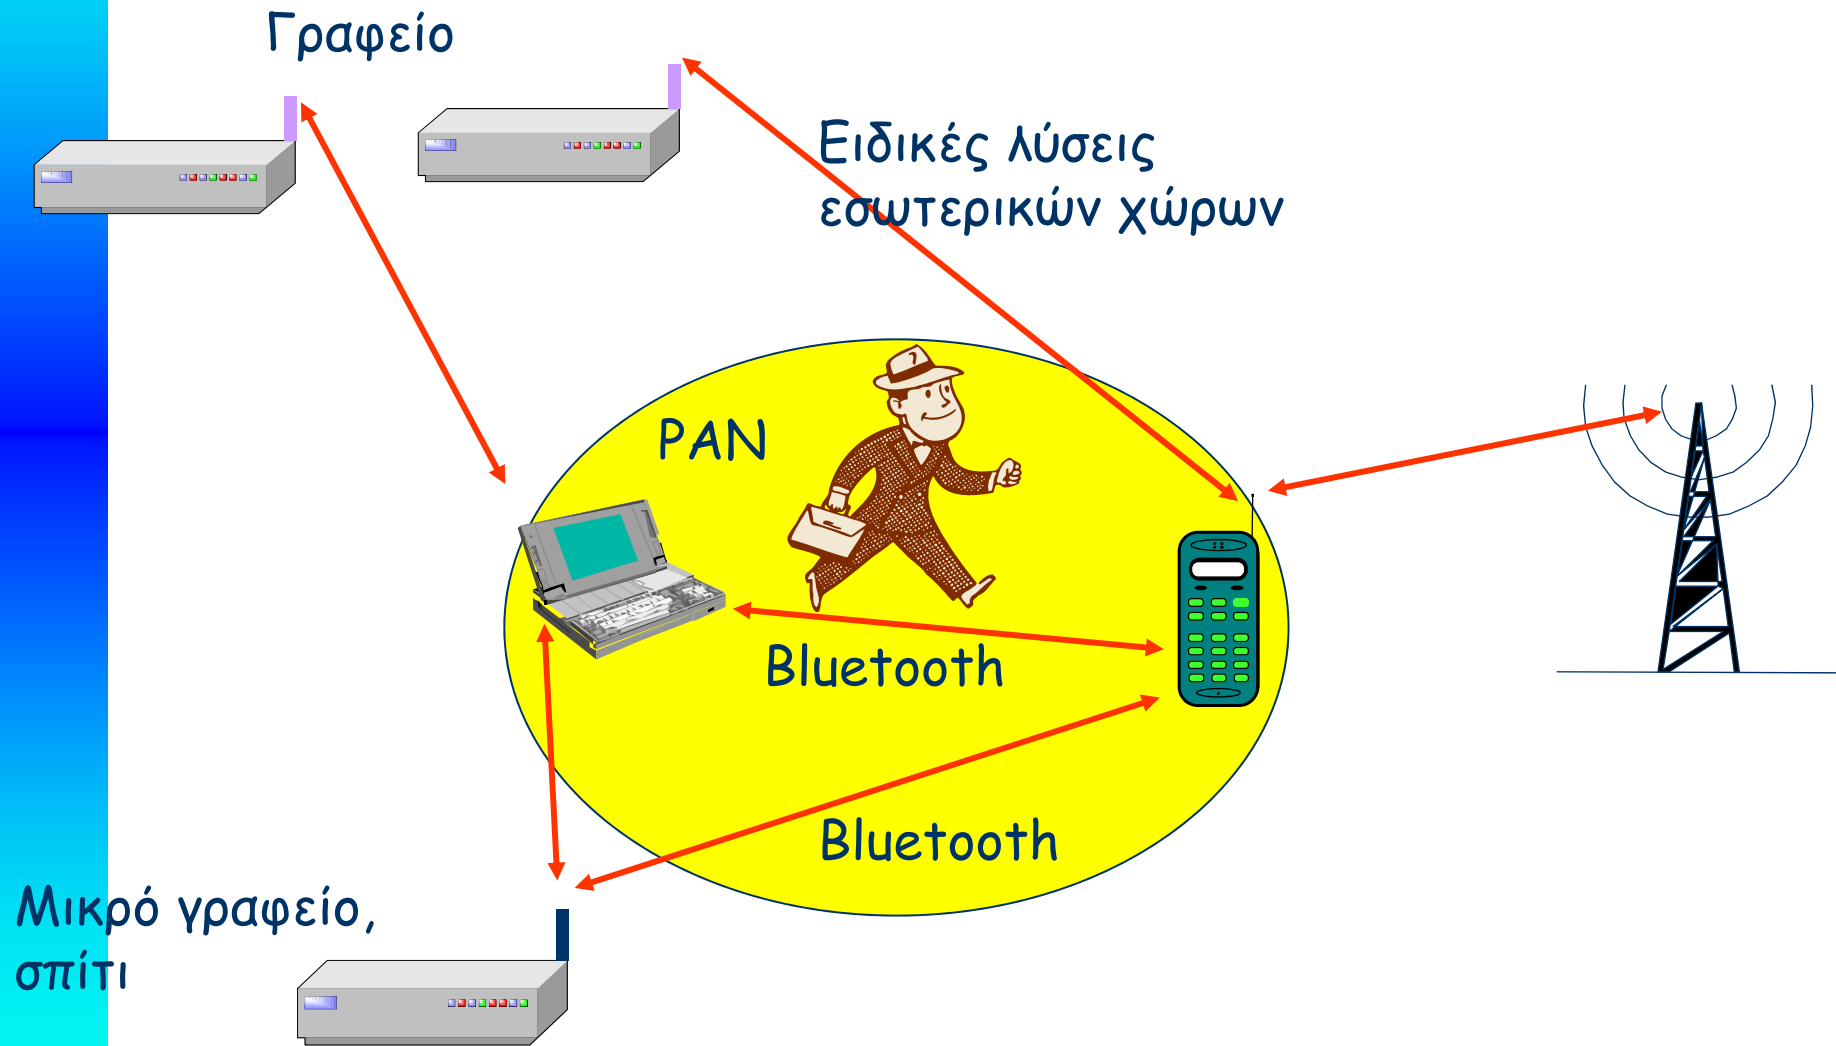 Γραφείο
Ειδικές λύσεις
εσωτερικών χώρων
PAN
Bluetooth
Bluetooth
Μικρό γραφείο,
σπίτι